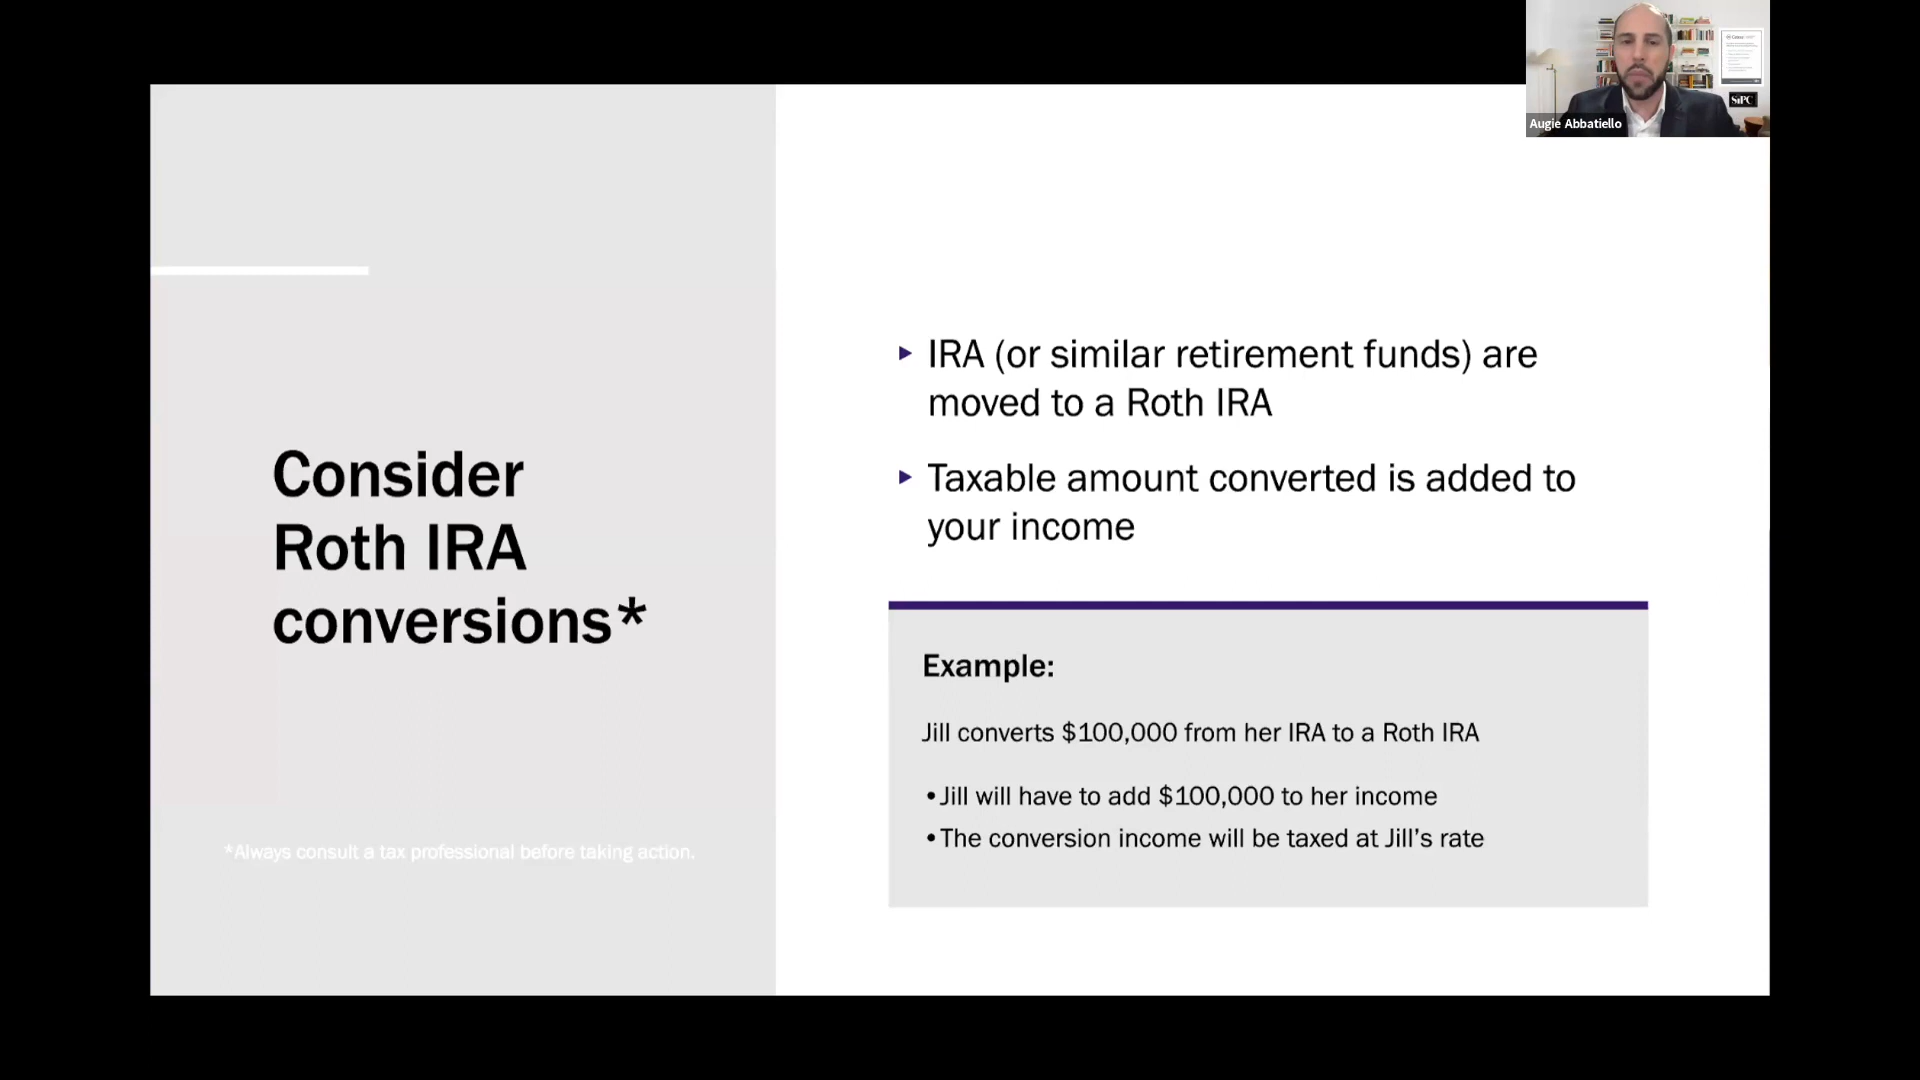 Consider
Roth IRA
conversions*
*Always consult a tax professional before taking action.
▸ IRA (or similar retirement funds) are
moved to a Roth IRA
▸ Taxable amount converted is added to
your income
Example:
Jill converts $100,000 from her IRA to a Roth IRA
•Jill will have to add $100,000 to her income
•The conversion income will be taxed at Jill’s rate
SIPC
Augie Abbatiello